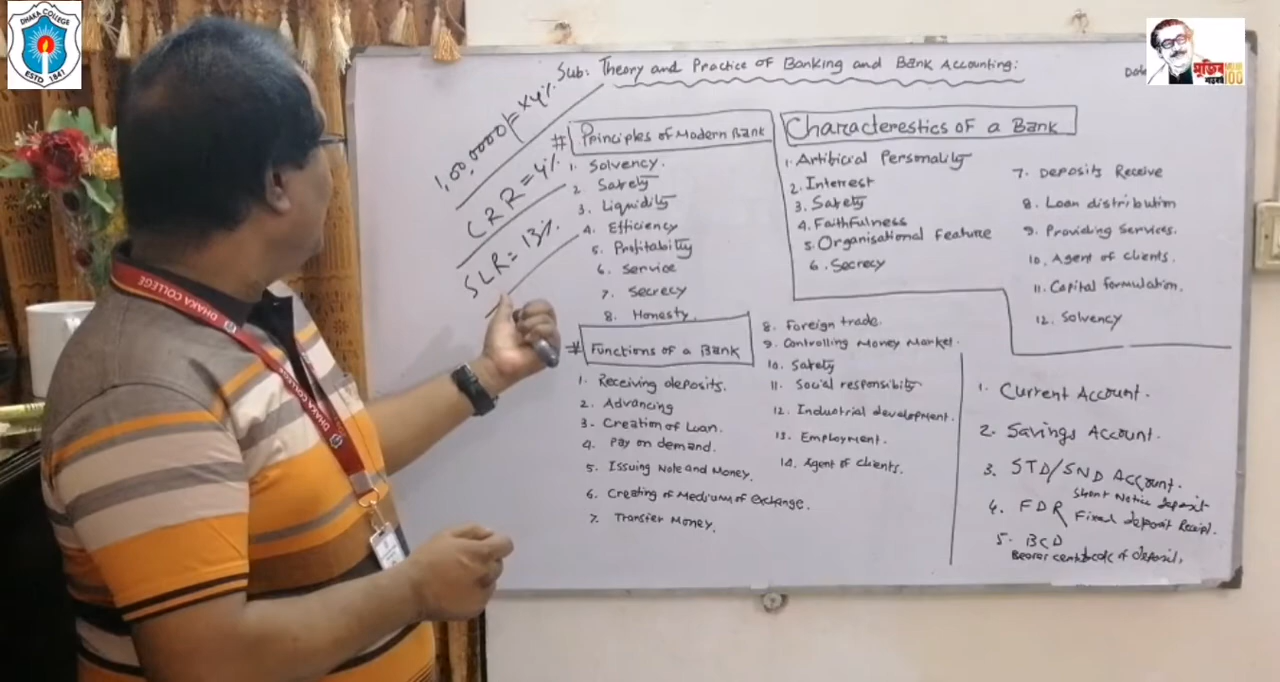 DHAKA COLLEGE
ESTD 1841
মুজিব
শতবর্ষ
100
Sub: Theory and Practice of Banking and Bank Accounting:
1,00,0000/= x 4%
CRR = 4%
SLR = 13%
# Principles of Modern Bank
1. Solvency.
2. Safety
3. Liquidity
4. Efficiency
5. Profitability
6. Service
7. Secrecy
8. Honesty.
Characterestics of a Bank
1. Artificial Personality
2. Interest
3. Safety
4. Faithfulness
5. Organisational Feature
6. Secrecy
7. Deposits Receive
8. Loan distribution
9. Providing Services.
10. Agent of clients.
11. Capital formulation.
12. Solvency
# Functions of a Bank
1. Receiving deposits.
2. Advancing
3. Creation of Loan.
4. Pay on demand.
5. Issuing Note and Money.
6. Creating of Medium of Exchange.
7. Transfer Money.
8. Foreign trade.
9. Controlling Money Market.
10. Safety
11. Social responsibility
12. Industrial development.
13. Employment.
14. Agent of clients.
1. Current Account.
2. Savings Account.
3. STD/SND Account.
Short Notice deposit
4. FDR Fixed deposit Receipt.
5. BCD
Bearer certificate of deposit.
DHAKA COLLEGE
DHAKA COLLEGE